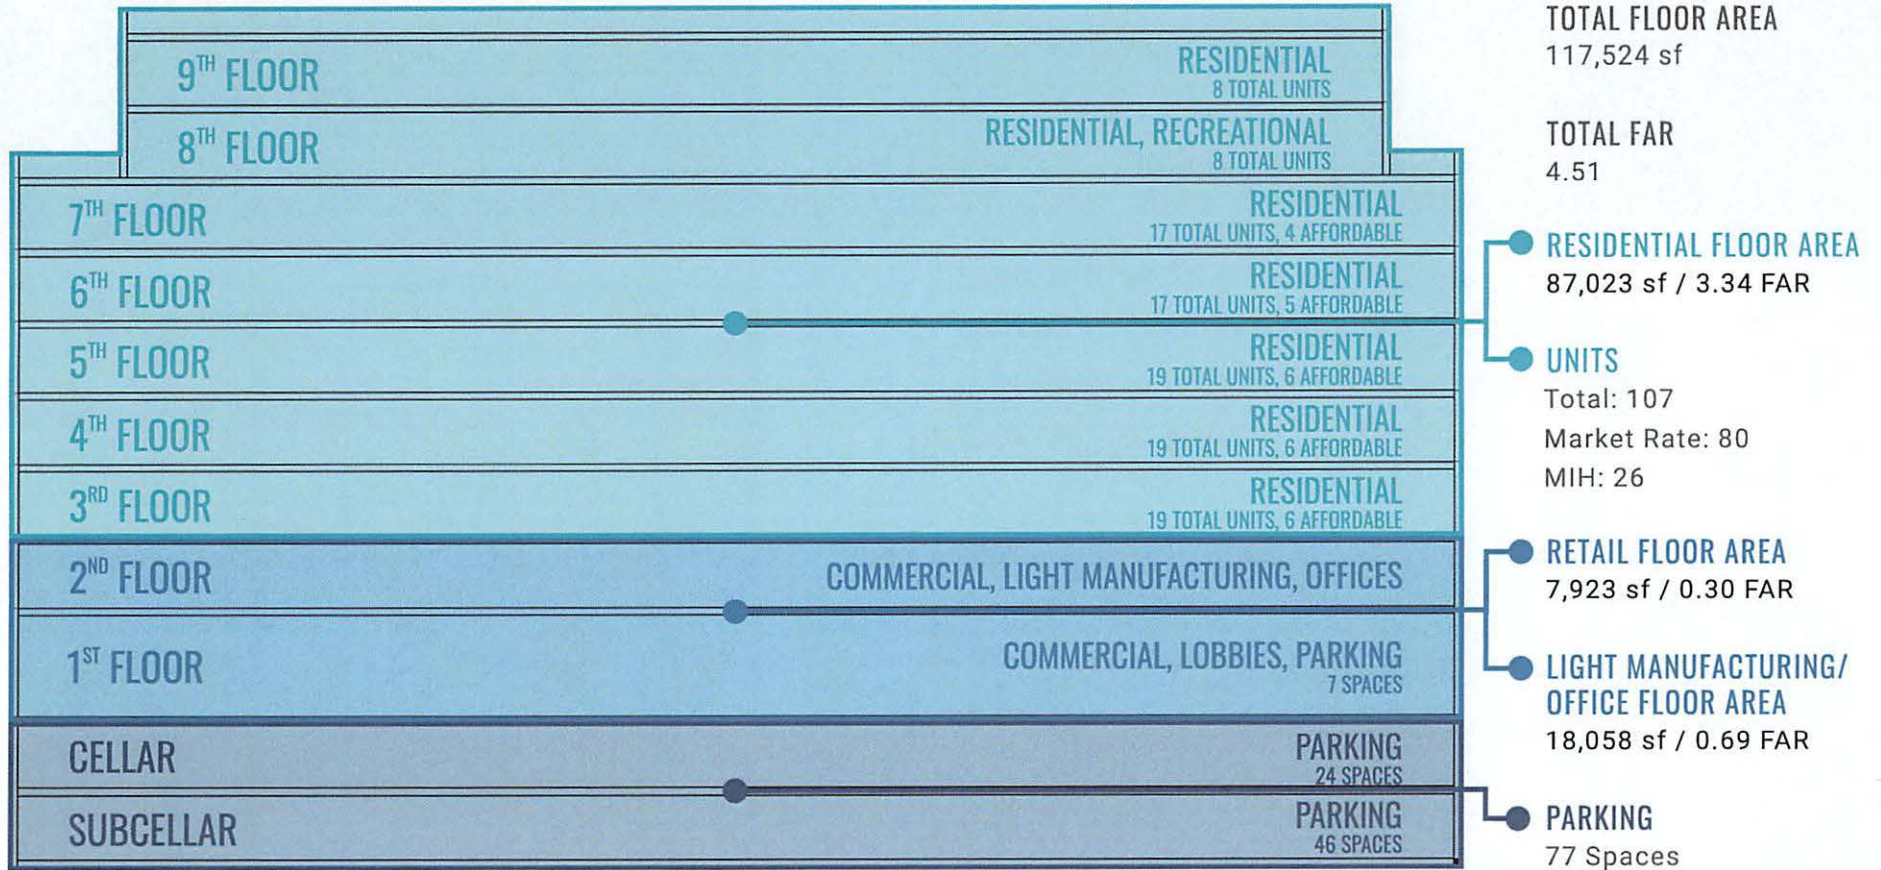 9TH FLOOR
RESIDENTIAL
8 TOTAL UNITS
8TH FLOOR
RESIDENTIAL, RECREATIONAL
8 TOTAL UNITS
7TH FLOOR
RESIDENTIAL
17 TOTAL UNITS, 4 AFFORDABLE
6TH FLOOR
RESIDENTIAL
17 TOTAL UNITS, 5 AFFORDABLE
5TH FLOOR
RESIDENTIAL
19 TOTAL UNITS, 6 AFFORDABLE
4TH FLOOR
RESIDENTIAL
19 TOTAL UNITS, 6 AFFORDABLE
3RD FLOOR
RESIDENTIAL
19 TOTAL UNITS, 6 AFFORDABLE
2ND FLOOR
COMMERCIAL, LIGHT MANUFACTURING, OFFICES
1ST FLOOR
COMMERCIAL, LOBBIES, PARKING
7 SPACES
CELLAR
PARKING
24 SPACES
SUBCELLAR
PARKING
46 SPACES
TOTAL FLOOR AREA
117,524 sf
TOTAL FAR
4.51
RESIDENTIAL FLOOR AREA
87,023 sf / 3.34 FAR
UNITS
Total: 107
Market Rate: 80
MIH: 26
RETAIL FLOOR AREA
7,923 sf / 0.30 FAR
LIGHT MANUFACTURING/
OFFICE FLOOR AREA
18,058 sf / 0.69 FAR
PARKING
77 Spaces